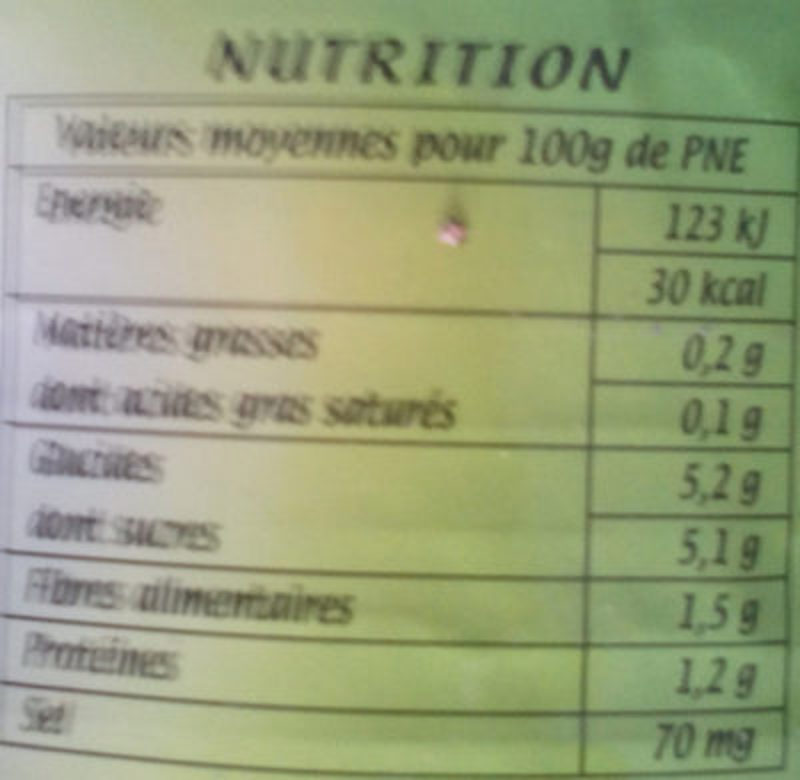 NUTRITION
Valeurs moyennes pour 100g de PNE
Energie 123 kJ
30 kcal
Matières grasses 0,2 g
dont acides gras saturés 0,1 g
Glucides 5,2 g
dont sucres 5,1 g
Fibres alimentaires 1,5 g
Protéines 1,2 g
Sel 70 mg